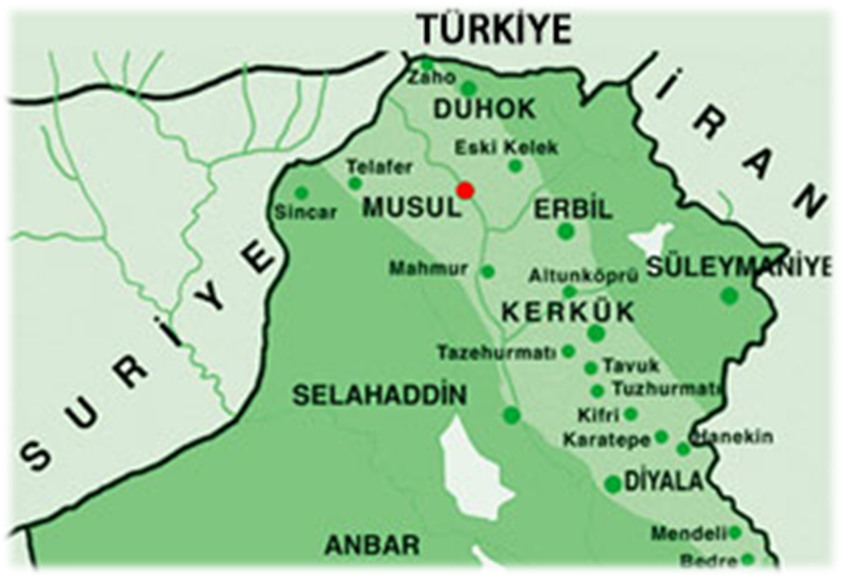 TÜRKİYE
Zaho
DUHOK
İRAN
Eski Kelek
Telafer
Sincar
MUSUL
ERBİL
SURİYE
Mahmur
Altunköprü
SÜLEYMANİYE
KERKÜK
Tazehurmatı
Tavuk
Tuzhurmatı
SELAHADDİN
Kifri
Karatepe
Hanekin
DİYALA
Mendeli
ANBAR
Bedre